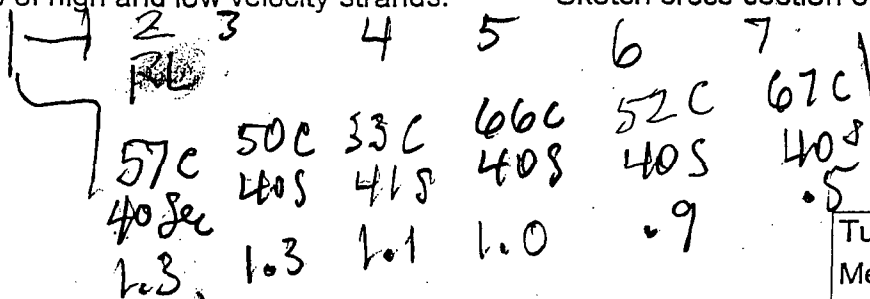 of high and low velocity strands. Sketch cross-section o
1 2 3 4 5 6 7
57C 50C 33C 66C 52C 67C
40 Sec 40S 41S 40S 40S 40S
1.3 1.3 1.1 1.0 .9 .5
Tu
Me